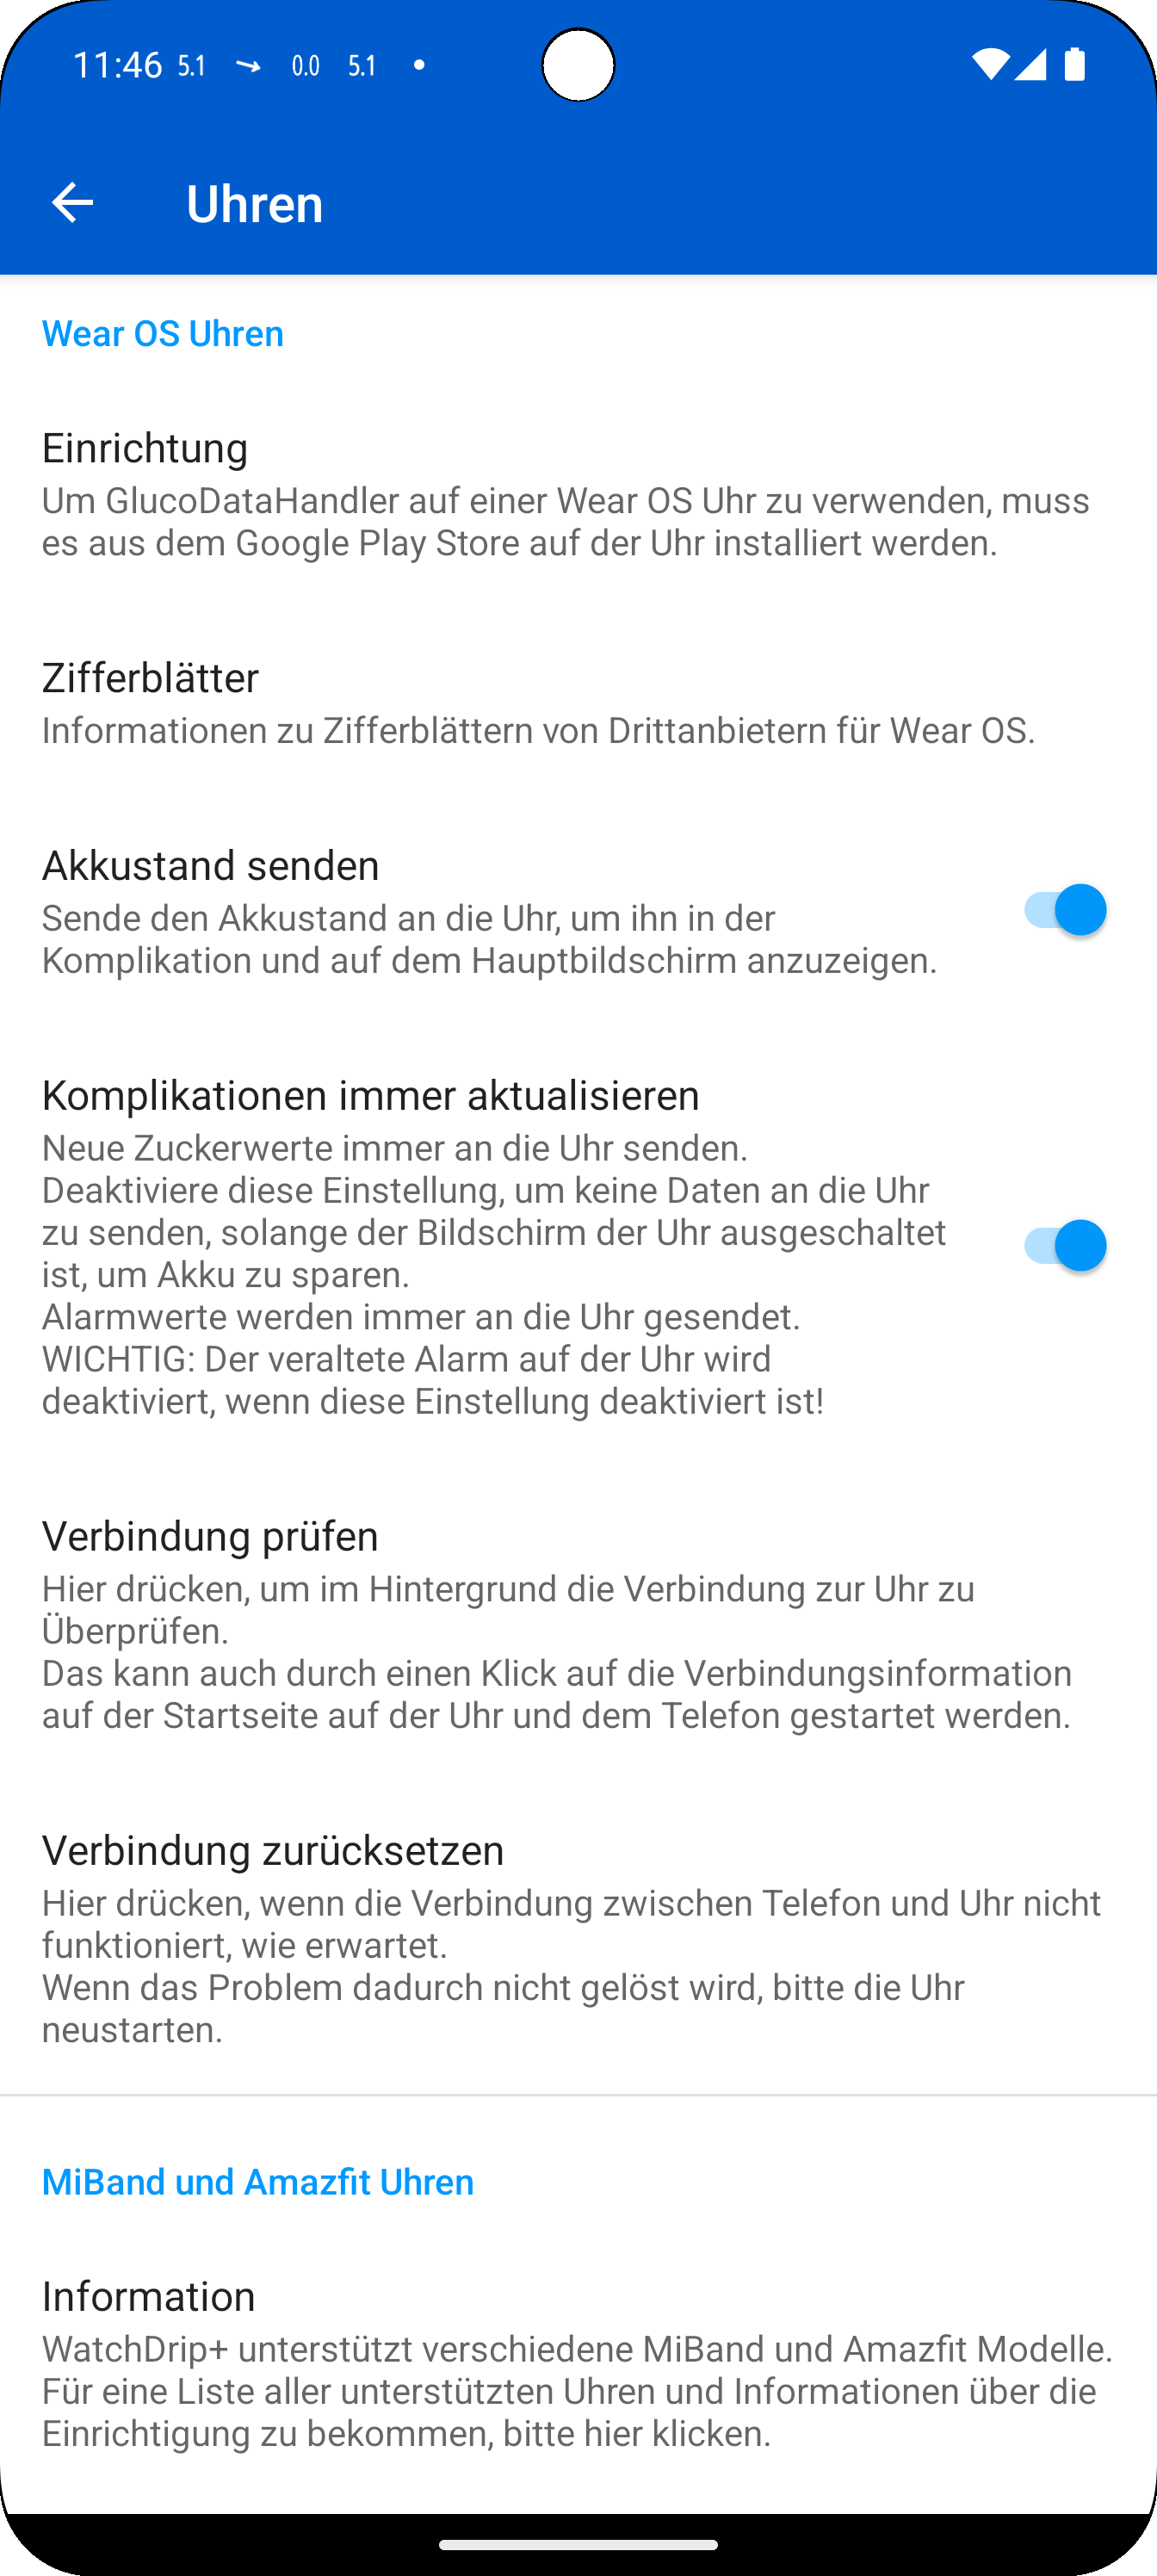 11:46 5.1 → 0.0 5.1 •
Uhren
Wear OS Uhren
Einrichtung
Um GlucoDataHandler auf einer Wear OS Uhr zu verwenden, muss
es aus dem Google Play Store auf der Uhr installiert werden.
Zifferblätter
Informationen zu Zifferblättern von Drittanbietern für Wear OS.
Akkustand senden
Sende den Akkustand an die Uhr, um ihn in der
Komplikation und auf dem Hauptbildschirm anzuzeigen.
Komplikationen immer aktualisieren
Neue Zuckerwerte immer an die Uhr senden.
Deaktiviere diese Einstellung, um keine Daten an die Uhr
zu senden, solange der Bildschirm der Uhr ausgeschaltet
ist, um Akku zu sparen.
Alarmwerte werden immer an die Uhr gesendet.
WICHTIG: Der veraltete Alarm auf der Uhr wird
deaktiviert, wenn diese Einstellung deaktiviert ist!
Verbindung prüfen
Hier drücken, um im Hintergrund die Verbindung zur Uhr zu
Überprüfen.
Das kann auch durch einen Klick auf die Verbindungsinformation
auf der Startseite auf der Uhr und dem Telefon gestartet werden.
Verbindung zurücksetzen
Hier drücken, wenn die Verbindung zwischen Telefon und Uhr nicht
funktioniert, wie erwartet.
Wenn das Problem dadurch nicht gelöst wird, bitte die Uhr
neustarten.
MiBand und Amazfit Uhren
Information
WatchDrip+ unterstützt verschiedene MiBand und Amazfit Modelle.
Für eine Liste aller unterstützten Uhren und Informationen über die
Einrichtigung zu bekommen, bitte hier klicken.